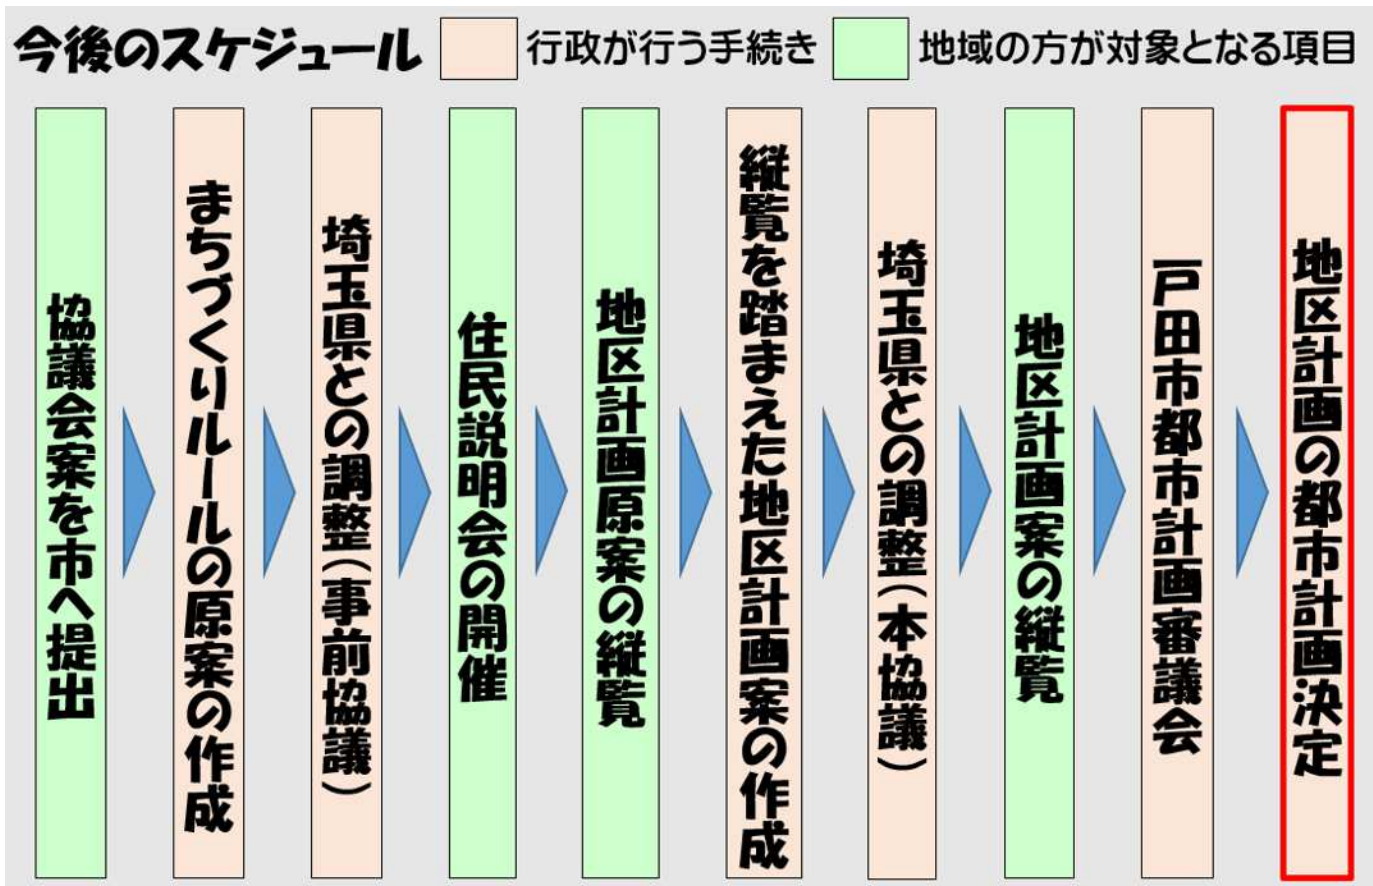 今後のスケジュール
行政が行う手続き
地域の方が対象となる項目
協議会案を市へ提出
まちづくりルールの原案の作成
埼玉県との調整(事前協議)
住民説明会の開催
地区計画原案の縦覧
縦覧を踏まえた地区計画案の作成
埼玉県との調整(本協議)
地区計画案の縦覧
戸田市都市計画審議会
地区計画の都市計画決定